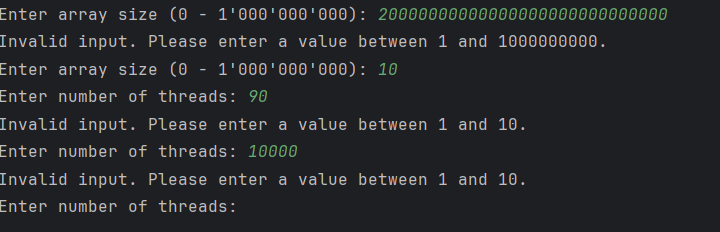 Enter array size (0 - 1'000'000'000): 20000000000000000000000000000
Invalid input. Please enter a value between 1 and 1000000000.
Enter array size (0 - 1'000'000'000): 10
Enter number of threads: 90
Invalid input. Please enter a value between 1 and 10.
Enter number of threads: 10000
Invalid input. Please enter a value between 1 and 10.
Enter number of threads: